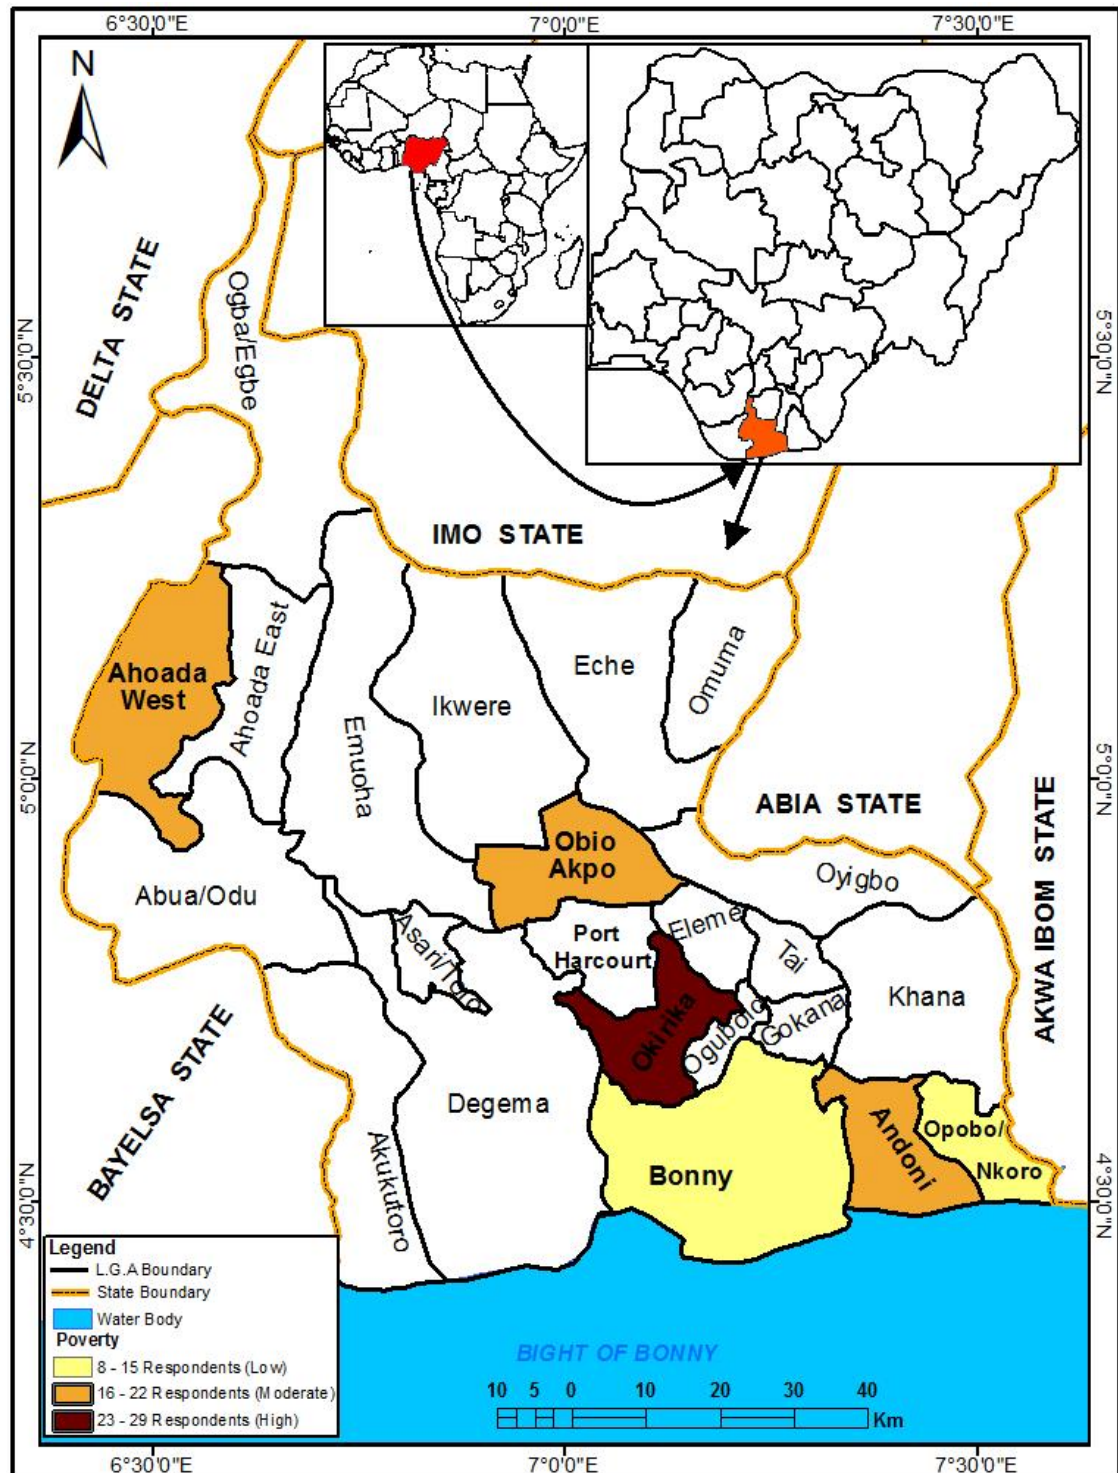 6°30'0"E
7°0'0"E
7°30'0"E
N
DELTA STATE
Ogba/Egbe
5°30'0"N
5°30'0"N
IMO STATE
Ahoada
West
Ahoada East
Emuoha
Ikwere
Eche
Omuma
5°0'0"N
5°0'0"N
ABIA STATE
AKWA IBOM STATE
Obio
Akpo
Oyigbo
Abua/Odu
Asari/Toro
Port
Harcourt
Eleme
Tai
Khana
Okirika
Ogubolo
Gokana
BAYELSA STATE
Degema
Akukutoro
Bonny
Andoni
Opobo/
Nkoro
4°30'0"N
4°30'0"N
Legend
L.G.A Boundary
State Boundary
Water Body
Poverty
8 - 15 Respondents (Low)
16 - 22 Respondents (Moderate)
23 - 29 Respondents (High)
BIGHT OF BONNY
10 5 0 10 20 30 40
Km
6°30'0"E
7°0'0"E
7°30'0"E